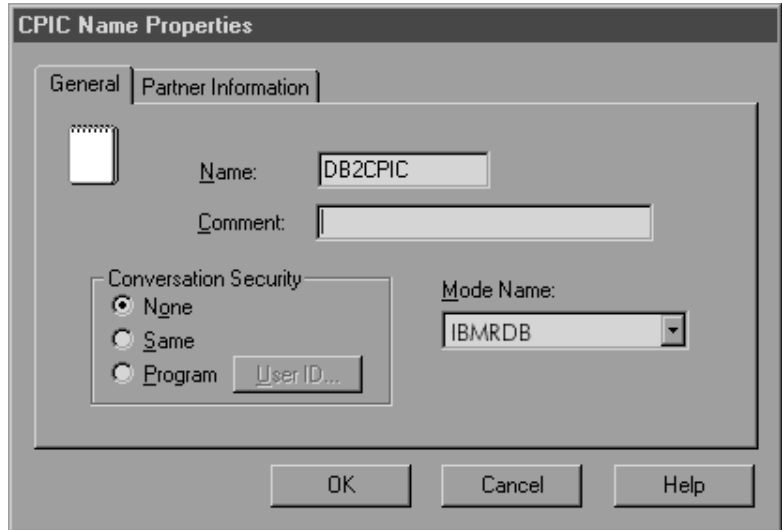 CPIC Name Properties
General Partner Information
Name: DB2CPIC
Comment:
Conversation Security
None
Same
Program User ID...
Mode Name:
IBMRDB
OK Cancel Help